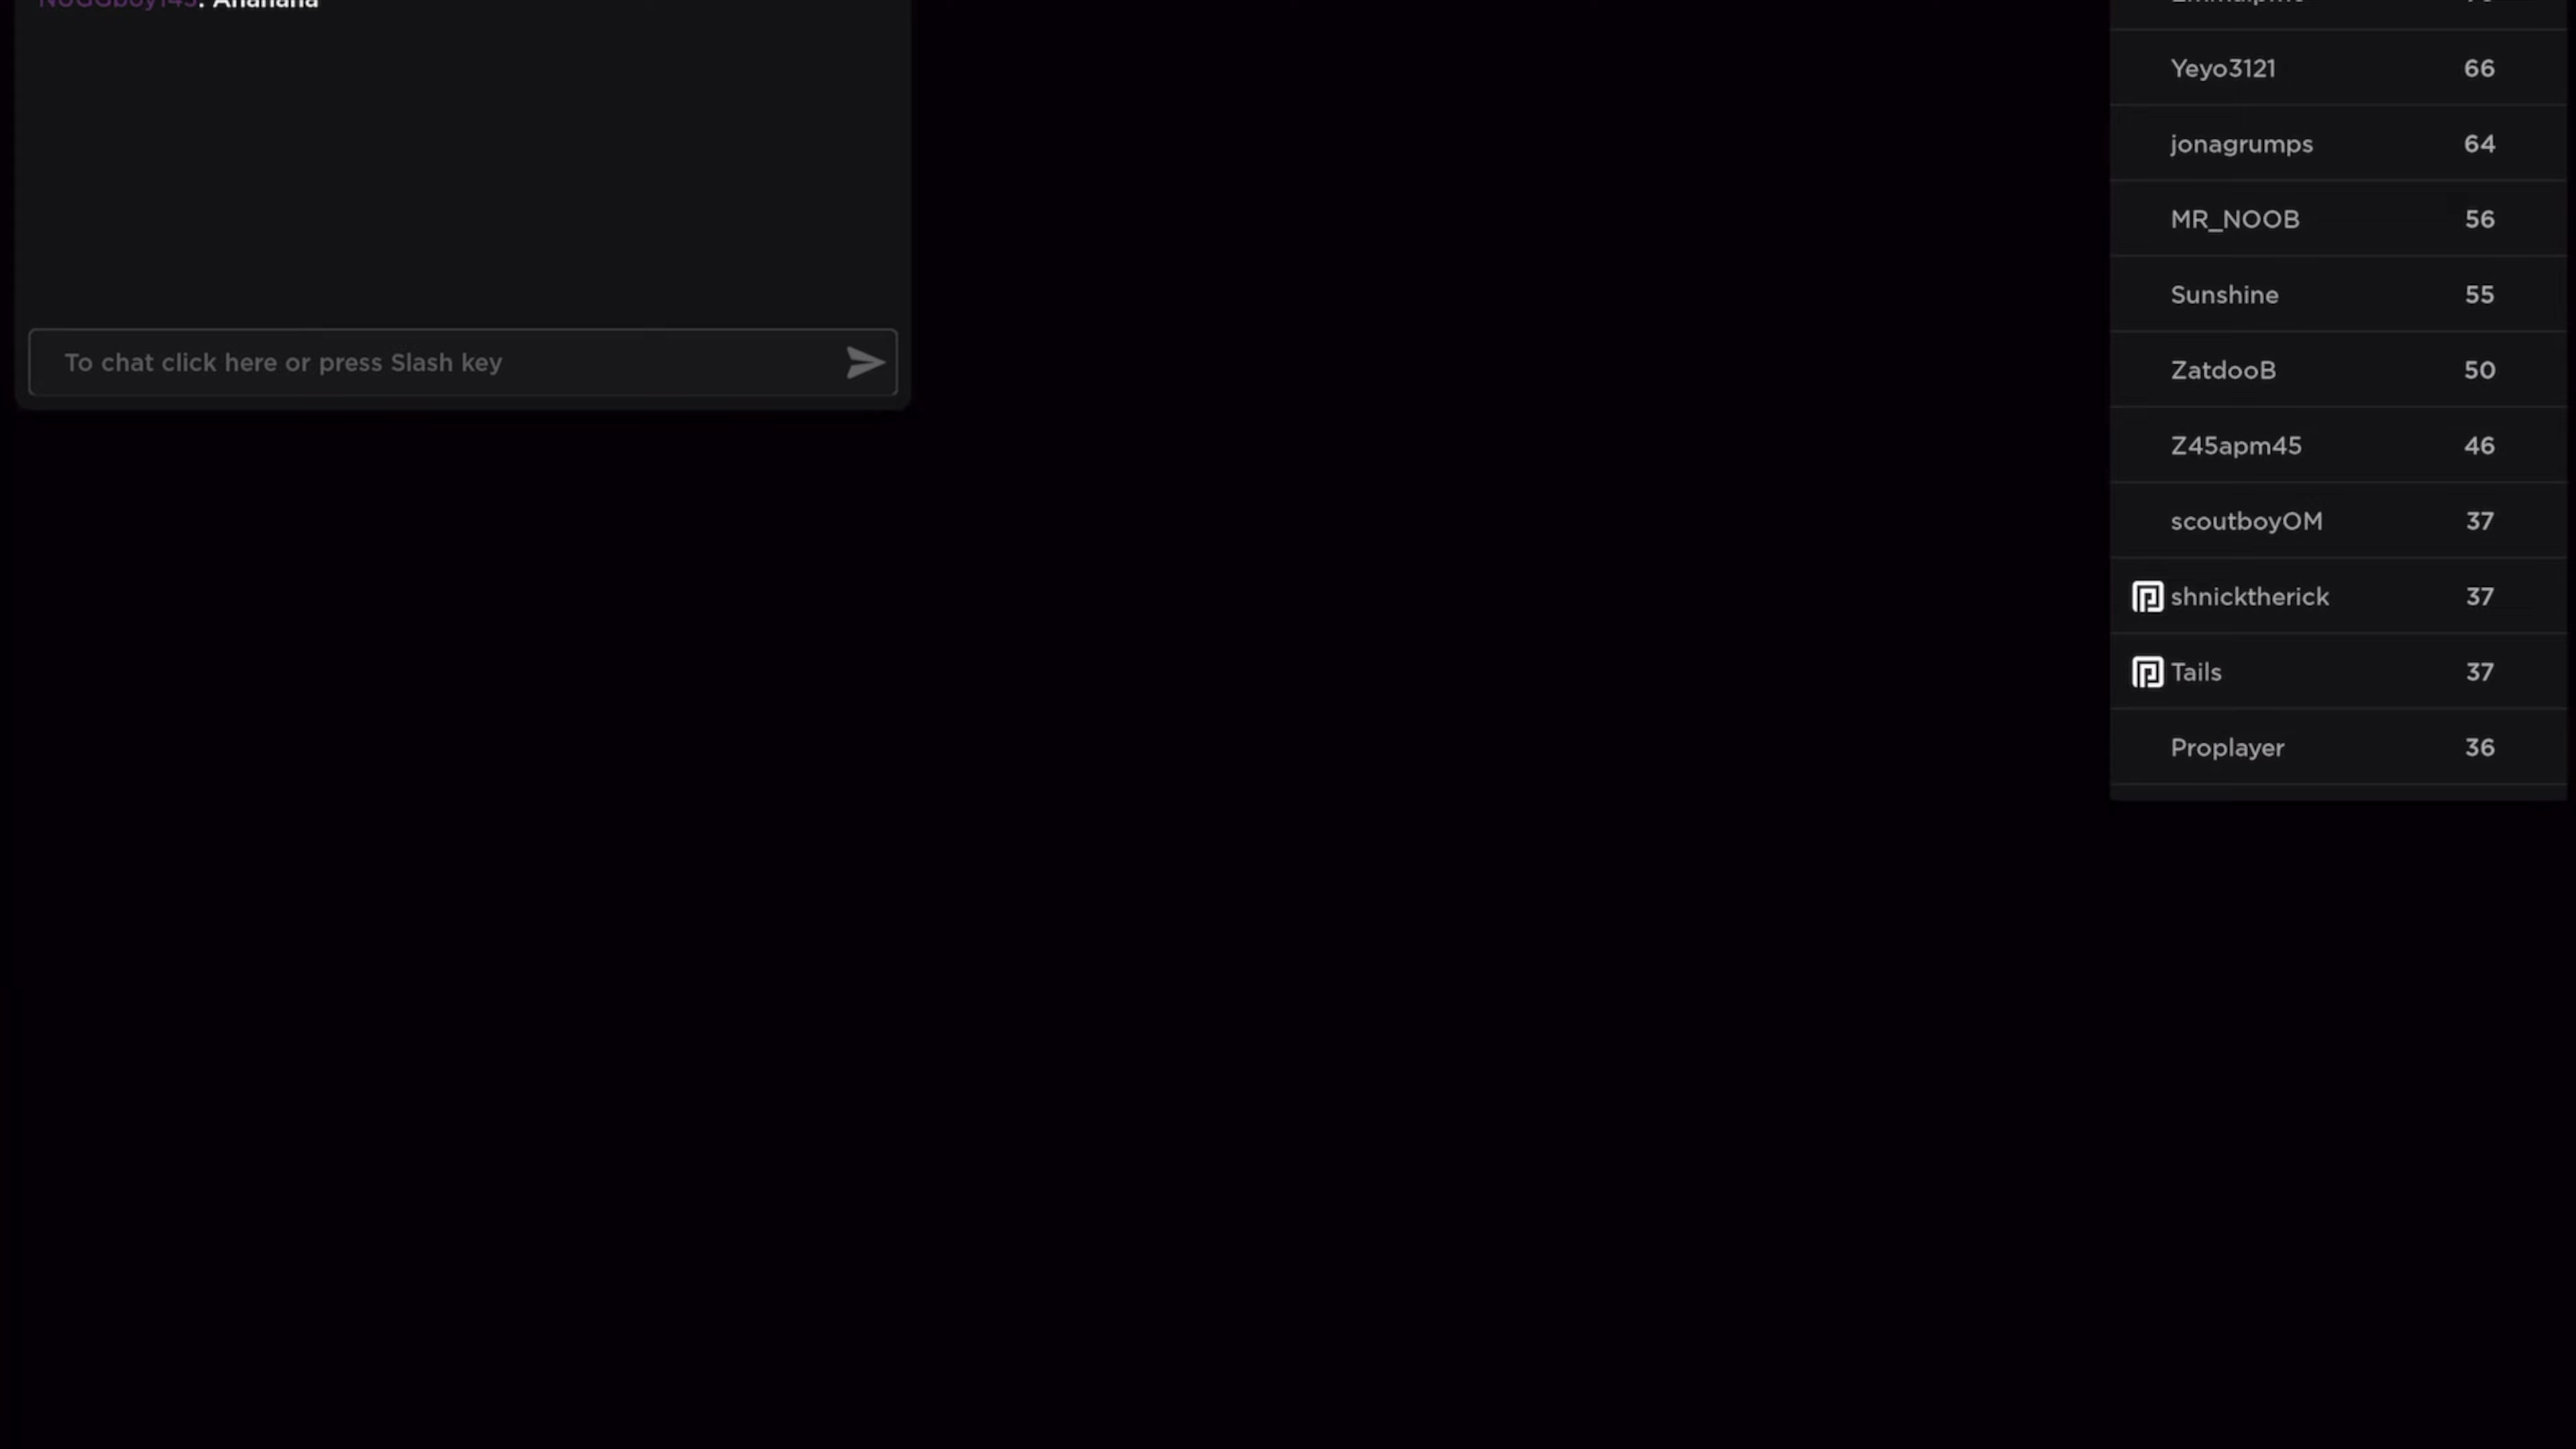 : Ahahaha
To chat click here or press Slash key
Yeyo3121 66
jonagrumps 64
MR_NOOB 56
Sunshine 55
ZatdooB 50
Z45apm45 46
scoutboyOM 37
shnicktherick 37
Tails 37
Proplayer 36